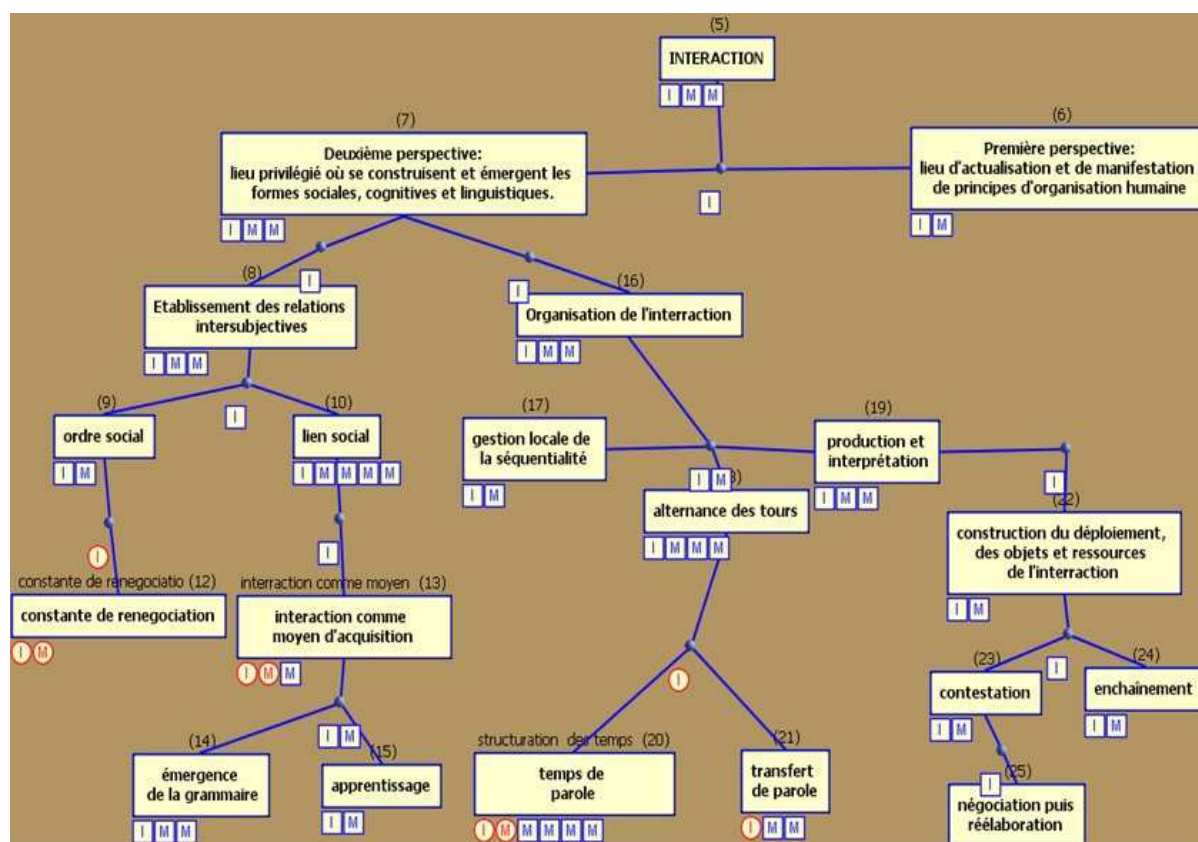 (5)
INTERACTION
I M M
(7)
Deuxième perspective:
lieu privilégié où se construisent et émergent les
formes sociales, cognitives et linguistiques.
I M M
(6)
Première perspective:
lieu d'actualisation et de manifestation
de principes d'organisation humaine
I M
I
(8)
I
Etablissement des relations
intersubjectives
I M M
(16)
I
Organisation de l'interraction
I M M
(9)
ordre social
I M
I
(10)
lien social
I M M M M
(17)
gestion locale de
la séquentialité
I M
(19)
production et
interprétation
I M M
I M
alternance des tours
I M M M
I
(22)
construction du déploiement,
des objets et ressources
de l'interraction
I M
I
constante de renegociatio (12)
constante de renegociation
I M
I
interraction comme moyen (13)
interaction comme
moyen d'acquisition
I M M
I M
(14)
émergence
de la grammaire
I M M
(15)
apprentissage
I M
I
structuration des temps (20)
temps de
parole
I M M M M M
(21)
transfert
de parole
I M M
(23)
contestation
I M
I
(24)
enchaînement
I M
I
(25)
négociation puis
réélaboration